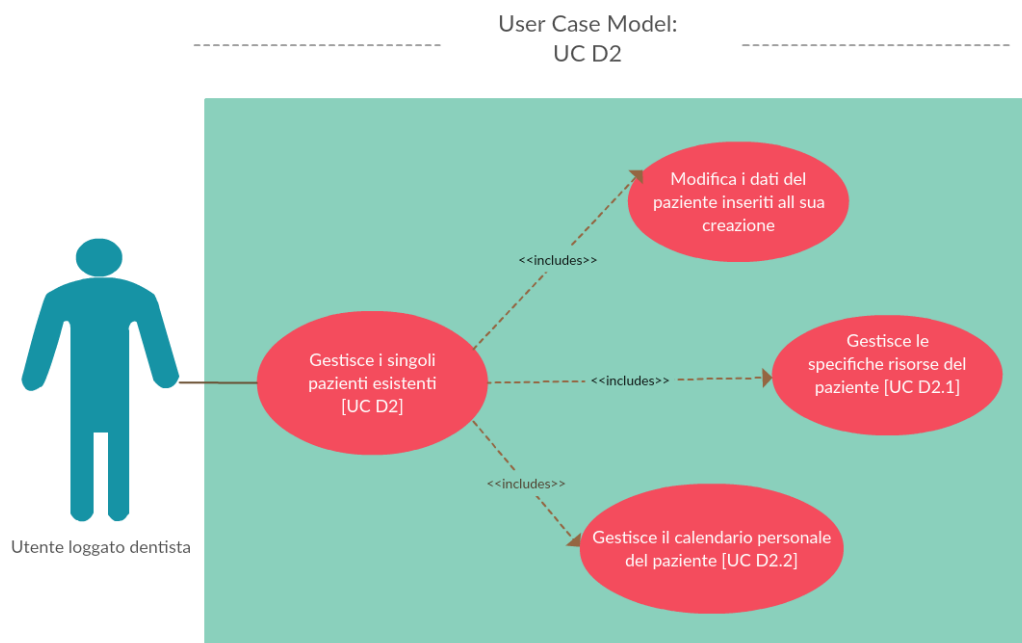 User Case Model:
UC D2
Modifica i dati del
paziente inseriti all sua
creazione
<<includes>>
Gestisce i singoli
pazienti esistenti
[UC D2]
<<includes>>
Gestisce le
specifiche risorse del
paziente [UC D2.1]
<<includes>>
Gestisce il calendario personale
del paziente [UC D2.2]
Utente loggato dentista